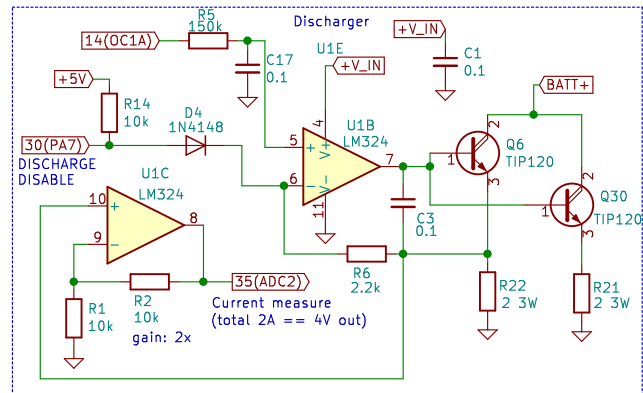 Discharger
R5
150k
14(OC1A)
+V_IN
U1E
+V_IN
C17
0.1
C1
0.1
+5V
BATT+
R14
10k
D4
1N4148
4
U1B
LM324
V+
V-
5
+
6
-
7
11
30(PA7)
DISCHARGE
DISABLE
2
Q6
TIP120
1
3
2
Q30
TIP120
1
3
U1C
LM324
10
+
9
-
8
C3
0.1
R6
2.2k
35(ADC2)
R22
2 3W
R21
2 3W
R1
10k
R2
10k
Current measure
(total 2A == 4V out)
gain: 2x